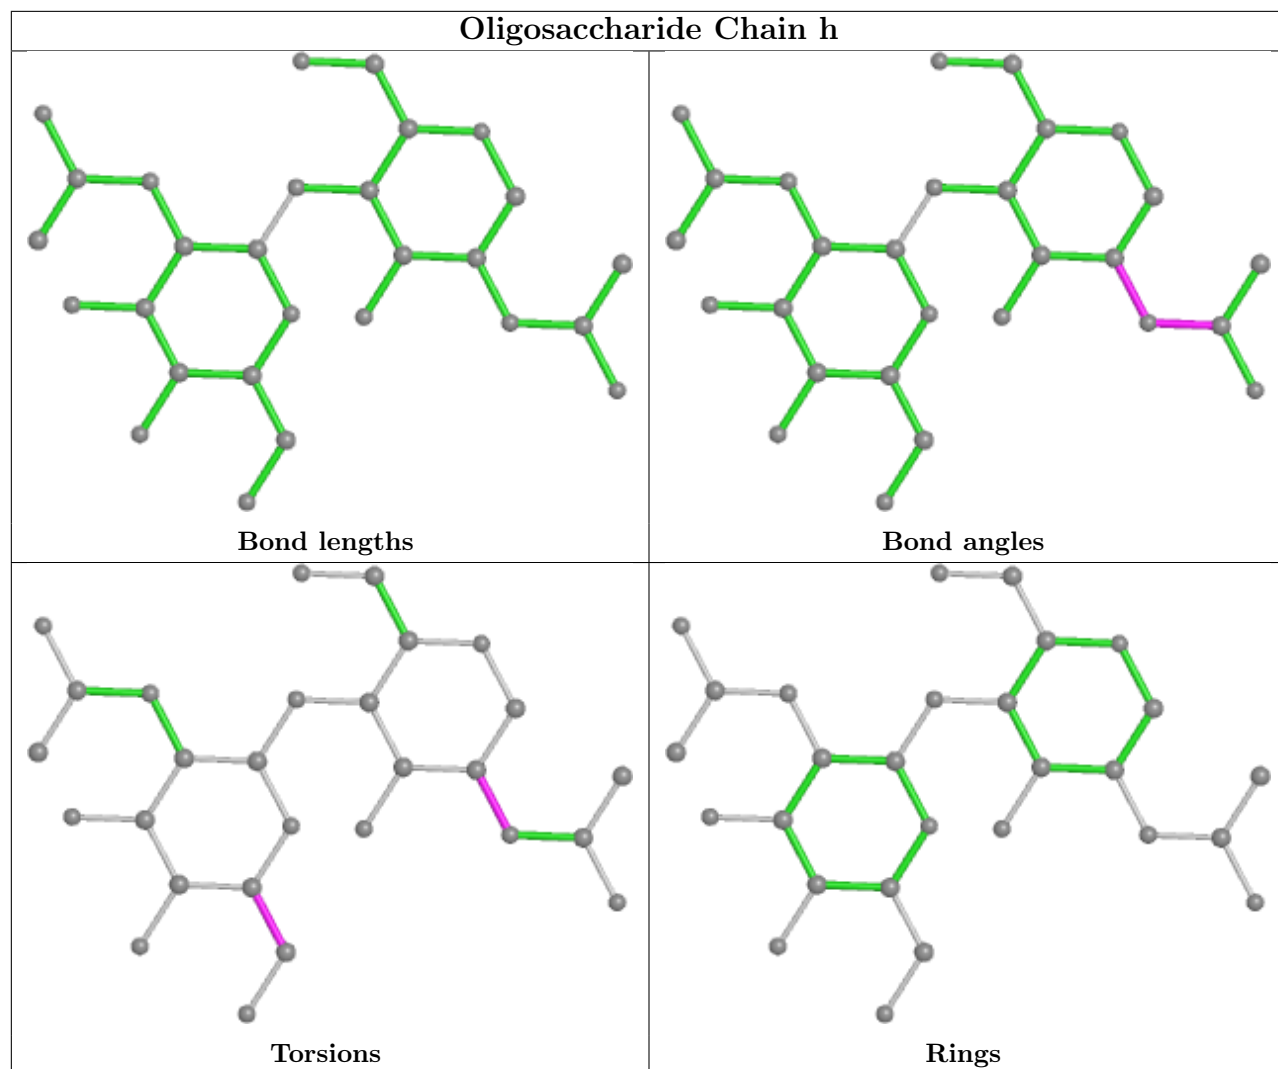 Oligosaccharide Chain h
Bond lengths
Bond angles
Torsions
Rings